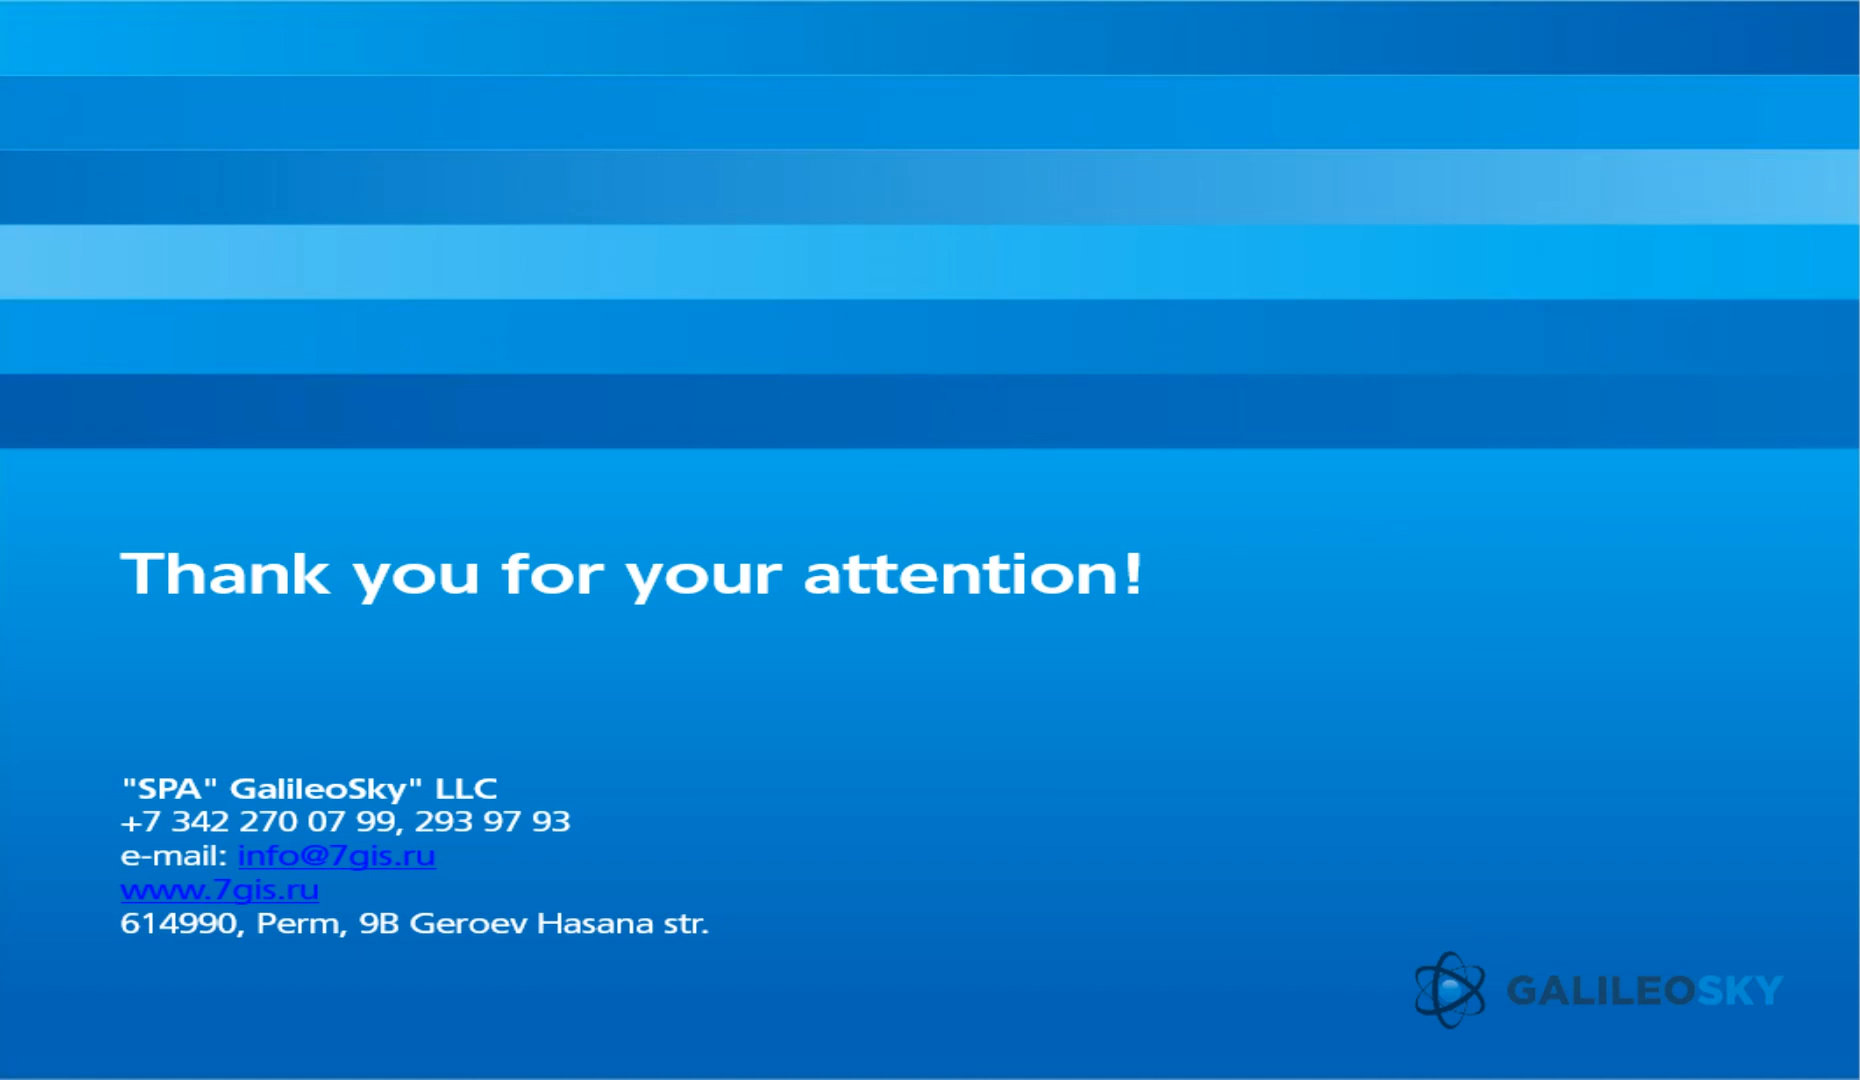 Thank you for your attention!
"SPA" GalileoSky" LLC
+7 342 270 07 99, 293 97 93
e-mail: info@7gis.ru
www.7gis.ru
614990, Perm, 9B Geroev Hasana str.
GALILEOSKY